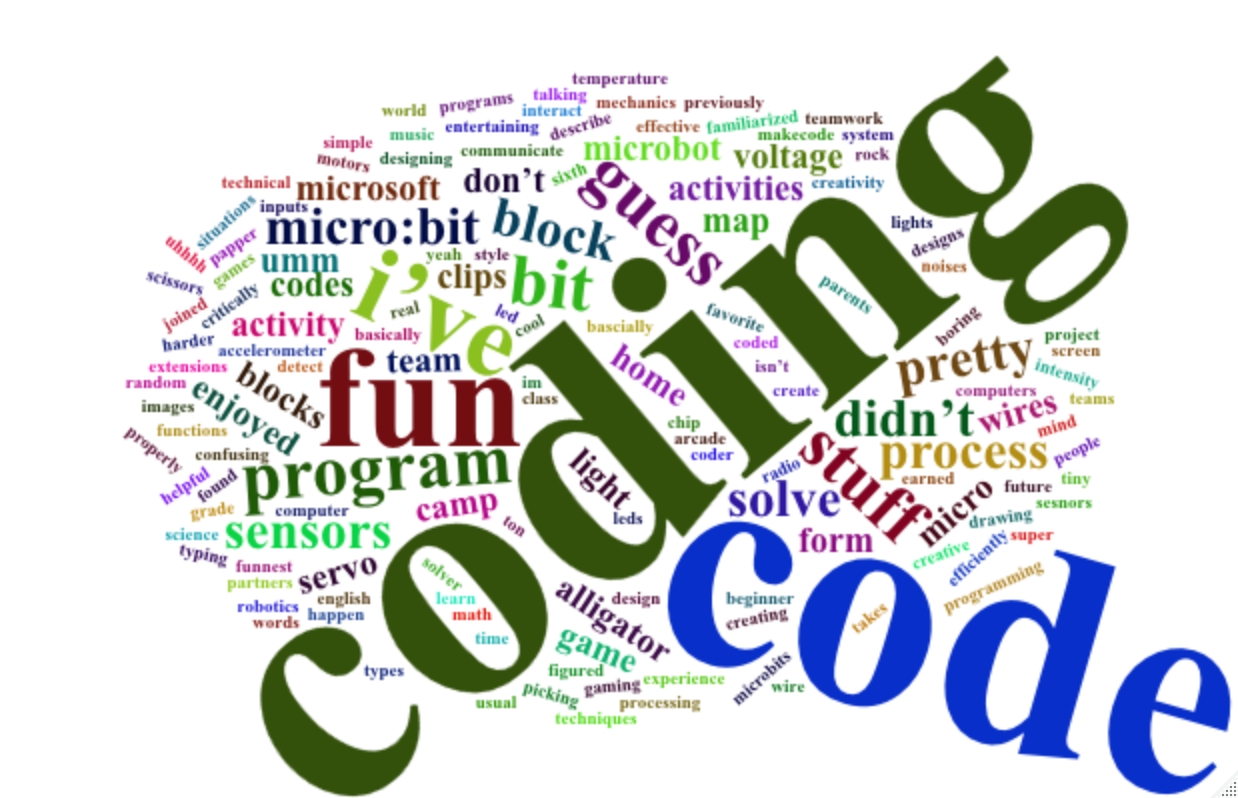 temperature
world
programs
talking
interact
mechanics
previously
music
entertaining
describe
effective
familiarized
teamwork
makecode
system
simple
motors
designing
communicate
sixth
microbot
voltage
rock
technical
microsoft
don't
guess
activities
creativity
situations
inputs
micro:bit
block
map
lights
designs
uhhhh
papper
games
umm
yeah
style
noises
scissors
codes
i've
clips
bit
parents
joined
critically
real
led
cool
bascially
favorite
boring
harder
activity
basically
coded
project
screen
accelerometer
detect
team
home
isn't
pretty
intensity
extensions
random
blocks
fun
im
class
create
computers
teams
images
enjoyed
chip
arcade
coder
didn't
wires
mind
functions
properly
confusing
program
coding
light
radio
stuff
process
people
helpful
found
earned
tiny
grade
computer
camp
leds
solve
micro
future
sesnors
science
sensors
ton
form
drawing
super
typing
funnest
partners
servo
solver
creative
efficiently
robotics
english
learn
alligator
design
beginner
programming
words
happen
math
creating
takes
code
time
game
types
figured
experience
microbits
wire
usual
picking
gaming
processing
techniques